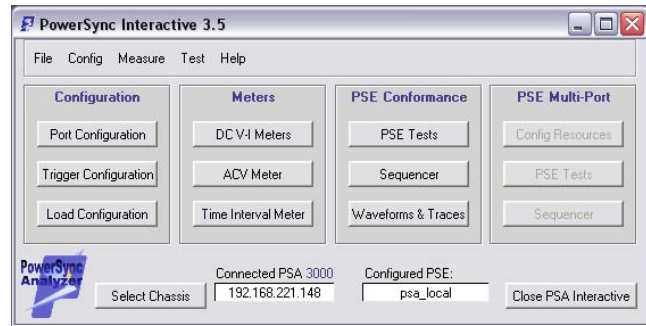 PowerSync Interactive 3.5
File Config Measure Test Help
Configuration
Port Configuration
Trigger Configuration
Load Configuration
Meters
DC V-I Meters
ACV Meter
Time Interval Meter
PSE Conformance
PSE Tests
Sequencer
Waveforms & Traces
PSE Multi-Port
Config Resources
PSE Tests
Sequencer
PowerSync
Analyzer
Select Chassis
Connected PSA 3000
192.168.221.148
Configured PSE:
psa_local
Close PSA Interactive